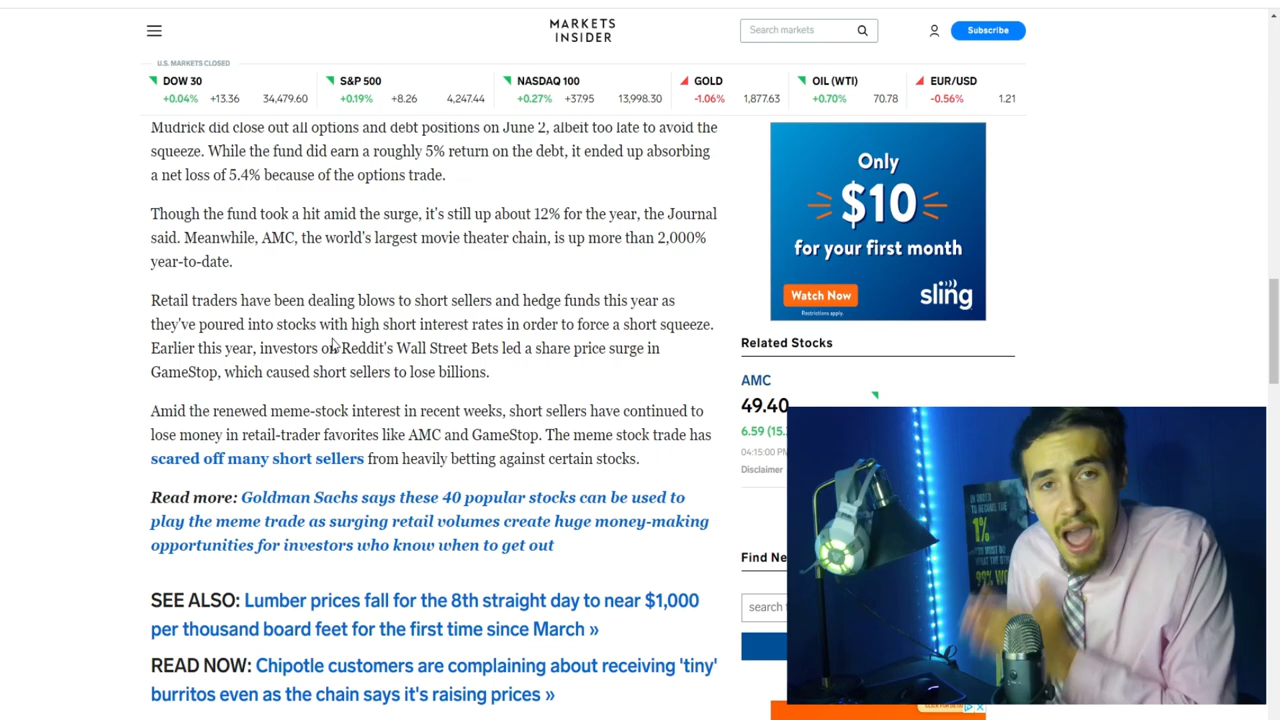 MARKETS
INSIDER
Search markets
Subscribe
U.S. MARKETS CLOSED
DOW 30
+0.04% +13.36 34,479.60
S&P 500
+0.19% +8.26 4,247.44
NASDAQ 100
+0.27% +37.95 13,998.30
GOLD
-1.06% 1,877.63
OIL (WTI)
+0.70% 70.78
EUR/USD
-0.56% 1.21
Mudrick did close out all options and debt positions on June 2, albeit too late to avoid the
squeeze. While the fund did earn a roughly 5% return on the debt, it ended up absorbing
a net loss of 5.4% because of the options trade.
Though the fund took a hit amid the surge, it's still up about 12% for the year, the Journal
said. Meanwhile, AMC, the world's largest movie theater chain, is up more than 2,000%
year-to-date.
Retail traders have been dealing blows to short sellers and hedge funds this year as
they've poured into stocks with high short interest rates in order to force a short squeeze.
Earlier this year, investors on Reddit's Wall Street Bets led a share price surge in
GameStop, which caused short sellers to lose billions.
Amid the renewed meme-stock interest in recent weeks, short sellers have continued to
lose money in retail-trader favorites like AMC and GameStop. The meme stock trade has
scared off many short sellers from heavily betting against certain stocks.
Read more: Goldman Sachs says these 40 popular stocks can be used to
play the meme trade as surging retail volumes create huge money-making
opportunities for investors who know when to get out
SEE ALSO: Lumber prices fall for the 8th straight day to near $1,000
per thousand board feet for the first time since March »
READ NOW: Chipotle customers are complaining about receiving 'tiny'
burritos even as the chain says it's raising prices »
Only
$10
for your first month
Watch Now
sling
Restrictions apply.
Related Stocks
AMC
49.40
6.59 (15.
04:15:00 PM
Disclaimer
Find Ne
search
IN ORDER
1%